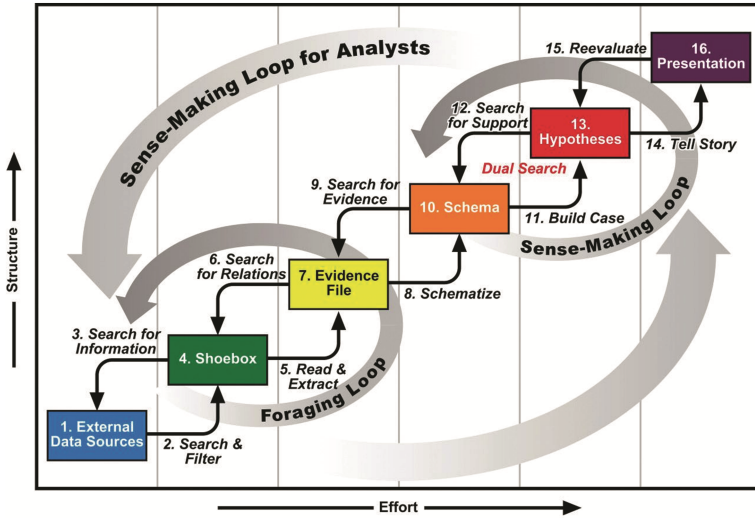 16.
Presentation
15. Reevaluate
Sense-Making Loop for Analysts
12. Search
for Support
13.
Hypotheses
14. Tell Story
Dual Search
9. Search for
Evidence
10. Schema
11. Build Case
Sense-Making Loop
6. Search
for Relations
7. Evidence
File
8. Schematize
3. Search for
Information
4. Shoebox
5. Read &
Extract
Foraging Loop
1. External
Data Sources
2. Search &
Filter
Structure
Effort